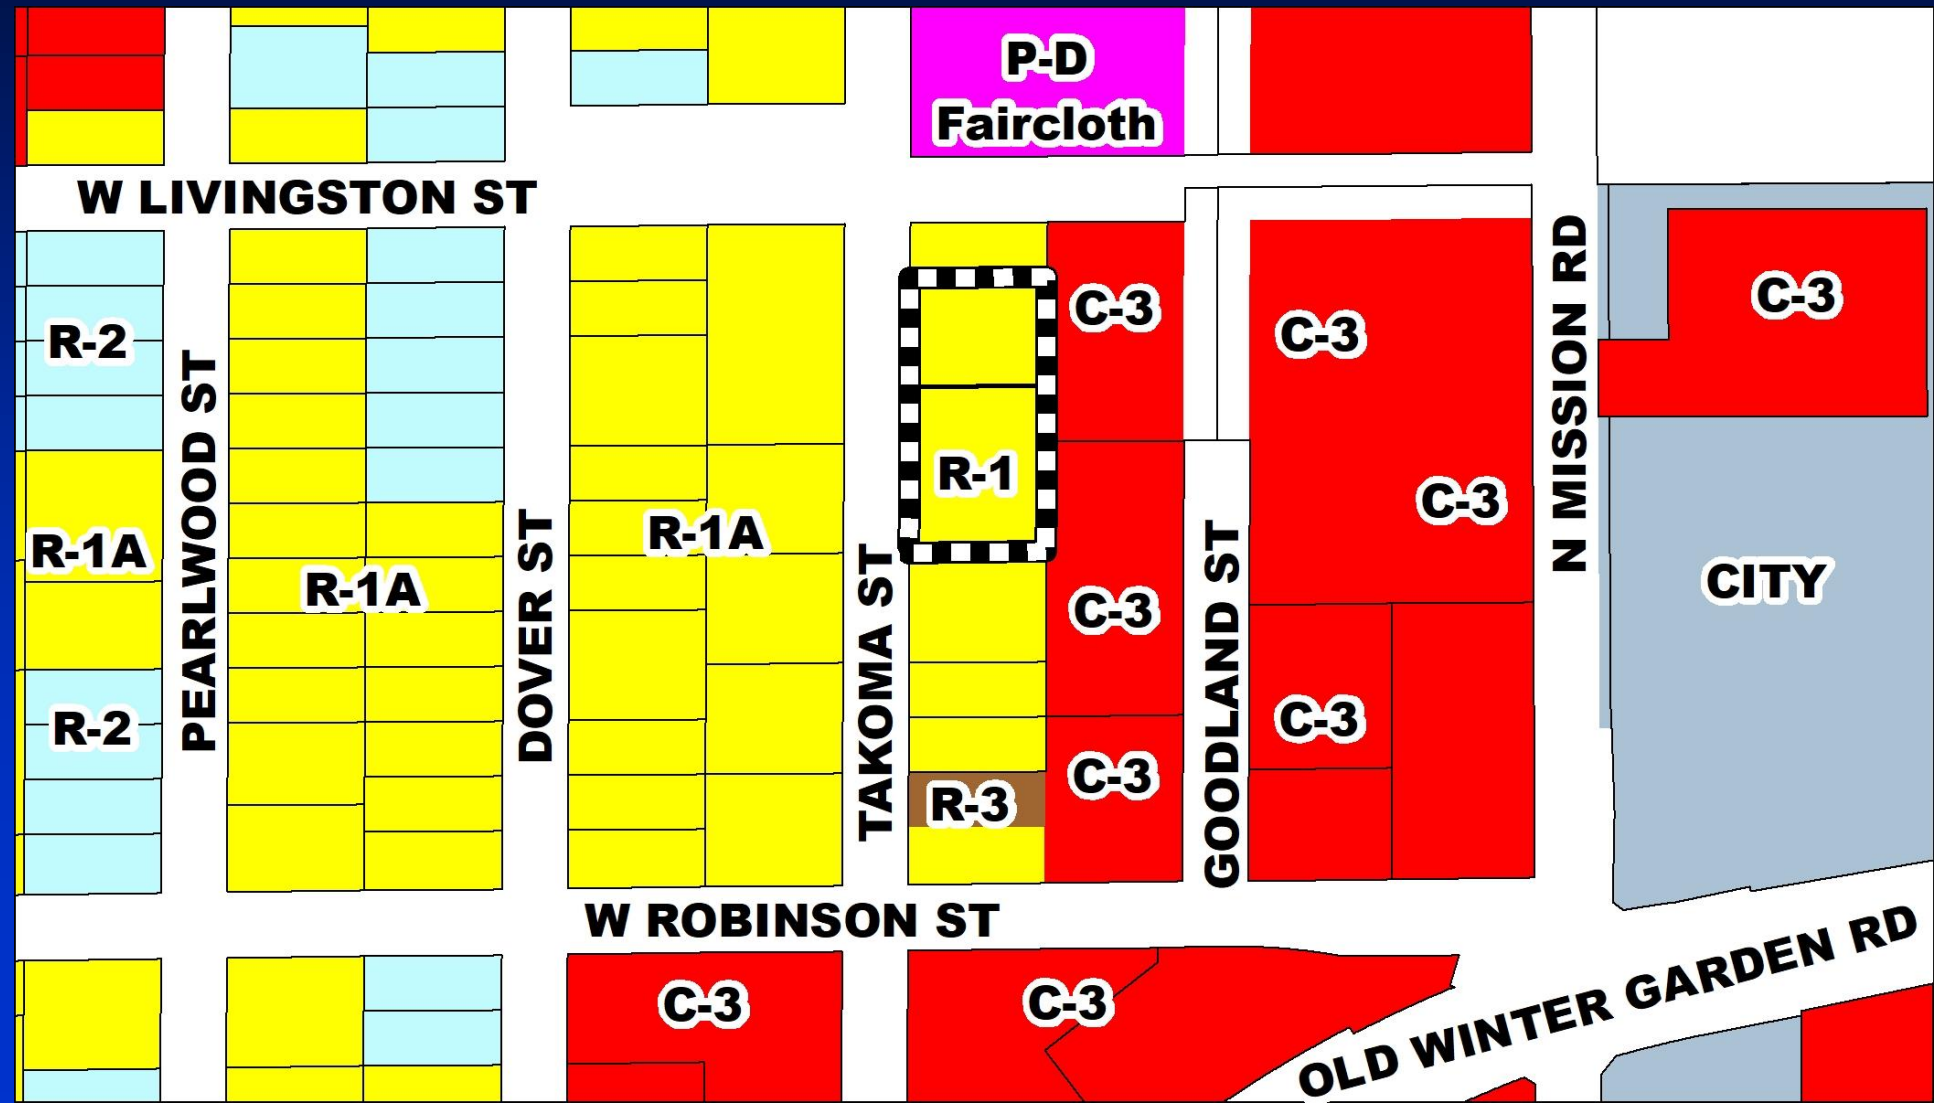 P-D
Faircloth
W LIVINGSTON ST
R-2
C-3
C-3
C-3
R-1
C-3
R-1A
R-1A
R-1A
PEARLWOOD ST
DOVER ST
TAKOMA ST
GOODLAND ST
N MISSION RD
CITY
C-3
R-2
C-3
C-3
R-3
W ROBINSON ST
C-3
C-3
OLD WINTER GARDEN RD